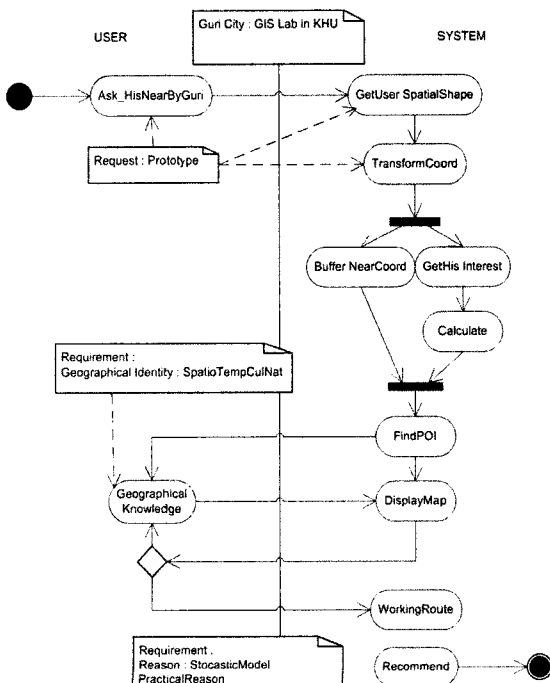 USER
Guri City : GIS Lab in KHU
SYSTEM
Ask_HisNearByGuri
GetUser SpatialShape
Request : Prototype
TransformCoord
Buffer NearCoord
GetHis Interest
Calculate
Requirement :
Geographical Identity : SpatioTempCulNat
FindPOI
Geographical
Knowledge
DisplayMap
WorkingRoute
Requirement .
Reason : StocasticModel
PracticalReason
Recommend